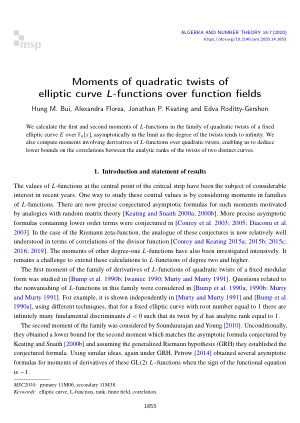 ALGEBRA AND NUMBER THEORY 14:7 (2020)
https://doi.org/10.2140/ant.2020.14.1853
msp
Moments of quadratic twists of
elliptic curve L-functions over function fields
Hung M. Bui, Alexandra Florea, Jonathan P. Keating and Edva Roditty-Gershon
We calculate the first and second moments of L-functions in the family of quadratic twists of a fixed
elliptic curve E over 𝔽q[x], asymptotically in the limit as the degree of the twists tends to infinity. We
also compute moments involving derivatives of L-functions over quadratic twists, enabling us to deduce
lower bounds on the correlations between the analytic ranks of the twists of two distinct curves.
1. Introduction and statement of results
The values of L-functions at the central point of the critical strip have been the subject of considerable
interest in recent years. One way to study these central values is by considering moments in families
of L-functions. There are now precise conjectured asymptotic formulas for such moments motivated
by analogies with random matrix theory [Keating and Snaith 2000a; 2000b]. More precise asymptotic
formulas containing lower order terms were conjectured in [Conrey et al. 2003; 2005; Diaconu et al.
2003]. In the case of the Riemann zeta-function, the analogue of these conjectures is now relatively well
understood in terms of correlations of the divisor function [Conrey and Keating 2015a; 2015b; 2015c;
2016; 2019]. The moments of other degree-one L-functions have also been investigated intensively. It
remains a challenge to extend these calculations to L-functions of degree two and higher.
The first moment of the family of derivatives of L-functions of quadratic twists of a fixed modular
form was studied in [Bump et al. 1990b; Iwaniec 1990; Murty and Murty 1991]. Questions related to
the nonvanishing of L-functions in this family were considered in [Bump et al. 1990a; 1990b; Murty
and Murty 1991]. For example, it is shown independently in [Murty and Murty 1991] and [Bump et al.
1990a], using different techniques, that for a fixed elliptic curve with root number equal to 1 there are
infinitely many fundamental discriminants d < 0 such that its twist by d has analytic rank equal to 1.
The second moment of the family was considered by Soundararajan and Young [2010]. Unconditionally,
they obtained a lower bound for the second moment which matches the asymptotic formula conjectured by
Keating and Snaith [2000b] and assuming the generalized Riemann hypothesis (GRH) they established the
conjectured formula. Using similar ideas, again under GRH, Petrow [2014] obtained several asymptotic
formulas for moments of derivatives of these GL(2) L-functions when the sign of the functional equation
is −1.
MSC2010: primary 11M06; secondary 11M38.
Keywords: elliptic curve, L-function, rank, finite field, correlation.
1853